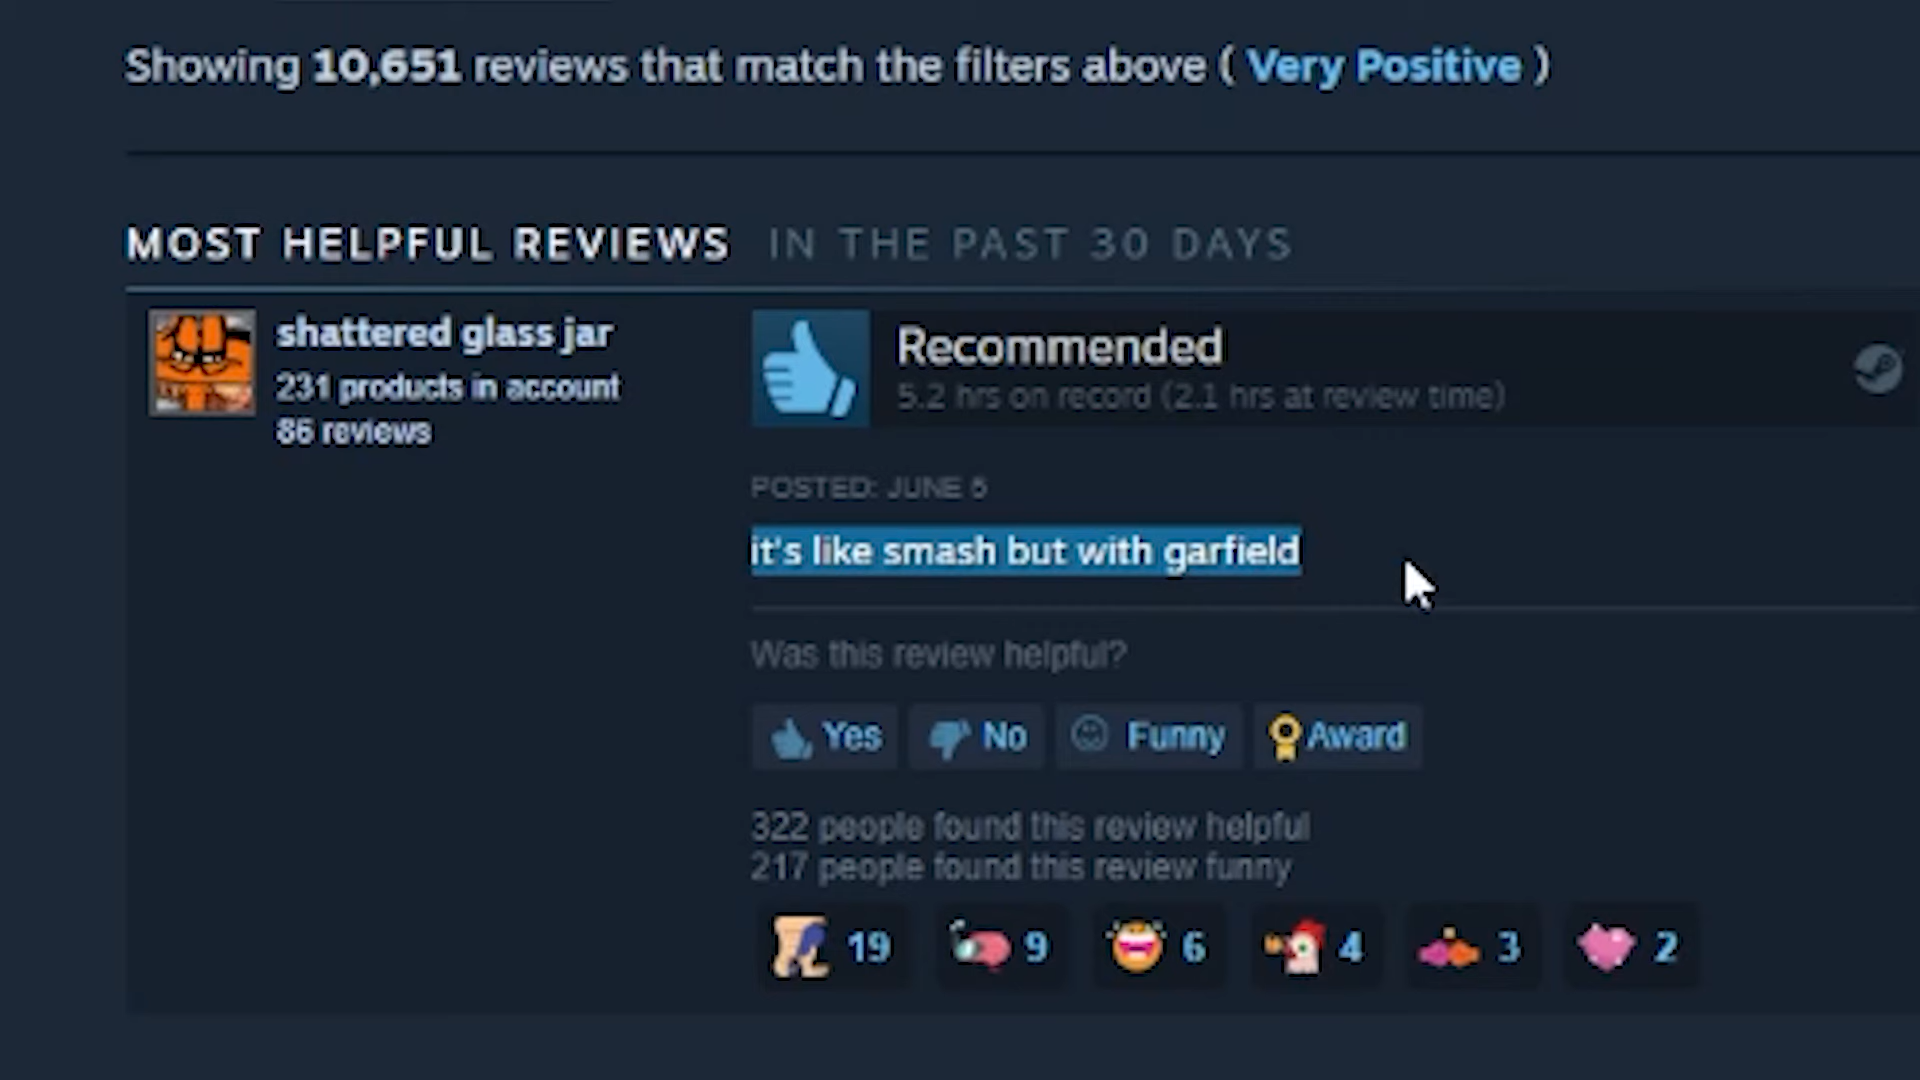 Showing 10,651 reviews that match the filters above ( Very Positive )
MOST HELPFUL REVIEWS IN THE PAST 30 DAYS
shattered glass jar
231 products in account
86 reviews
Recommended
5.2 hrs on record (2.1 hrs at review time)
POSTED: JUNE 5
it's like smash but with garfield
Was this review helpful?
Yes No Funny Award
322 people found this review helpful
217 people found this review funny
19 9 6 4 3 2